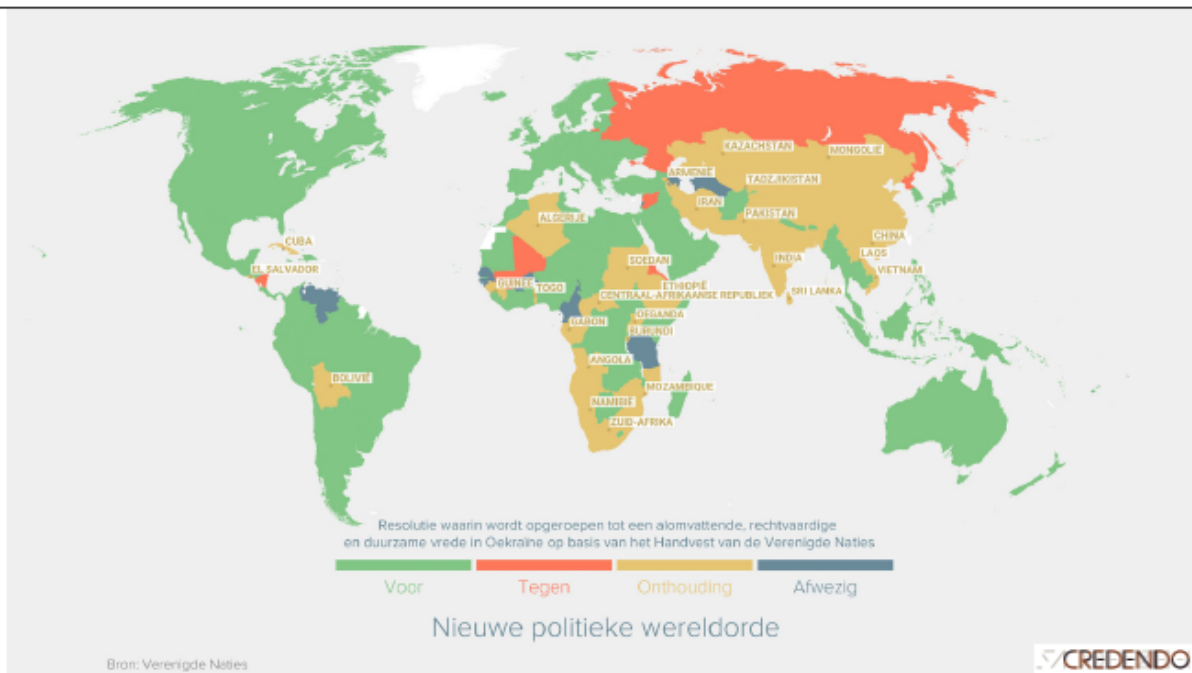 KAZACHSTAN
MONGOLIË
ARMENIË
TADZJIKISTAN
IRAN
PAKISTAN
ALGERIJE
CHINA
CUBA
LAOS
INDIA
VIETNAM
SOEDAN
EL SALVADOR
ETHIOPIË
GUINEE
TOGO
SRI LANKA
CENTRAAL-AFRIKAANSE REPUBLIEK
OEGANDA
GABON
BURUNDI
ANGOLA
BOLIVIË
MOZAMBIQUE
NAMIBIË
ZUID-AFRIKA
Resolutie waarin wordt opgeroepen tot een alomvattende, rechtvaardige
en duurzame vrede in Oekraïne op basis van het Handvest van de Verenigde Naties
Voor
Tegen
Onthouding
Afwezig
Nieuwe politieke wereldorde
Bron: Verenigde Naties
CREDENDO